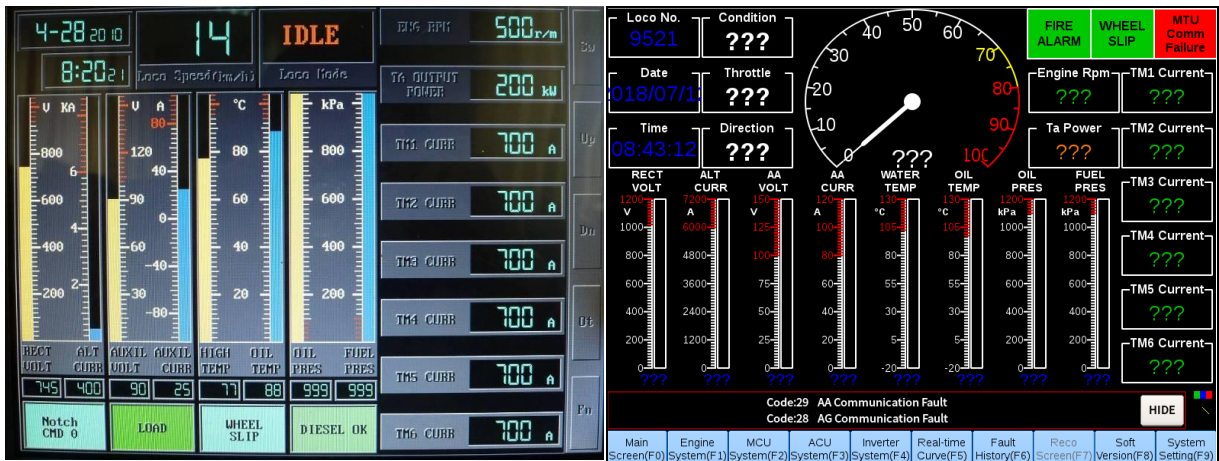 4-28 2010
14
IDLE
8:20 21
Loco Speed(km/h)
Loco Mode
V KA
V A
°C
kPa
80
800
6
120
40
80
800
600
90
0
60
600
4
400
60
-40
40
400
200
2
30
-80
20
200
RECT VOLT
ALT CURR
AUXIL VOLT
AUXIL CURR
HIGH TEMP
OIL TEMP
OIL PRES
FUEL PRES
745
400
90
25
77
88
999
999
Notch
CMD 0
LOAD
WHEEL
SLIP
DIESEL OK
ENG RPM
500 r/m
TA OUTPUT
POWER
200 kW
TM1 CURR
700 A
TM2 CURR
700 A
TM3 CURR
700 A
TM4 CURR
700 A
TM5 CURR
700 A
TM6 CURR
700 A
Sw
Up
Dn
Ot
Fn
Loco No.
9521
Condition
???
Date
018/07/1
Throttle
???
Time
08:43:12
Direction
???
0
10
20
30
40
50
60
70
80
90
100
???
FIRE
ALARM
WHEEL
SLIP
MTU
Comm
Failure
Engine Rpm
???
TM1 Current
???
Ta Power
???
TM2 Current
???
TM3 Current
???
TM4 Current
???
TM5 Current
???
TM6 Current
???
RECT
VOLT
ALT
CURR
AA
VOLT
AA
CURR
WATER
TEMP
OIL
TEMP
OIL
PRES
FUEL
PRES
1200 7200 150 120 130 130 1200 1200
V A V A °C °C kPa kPa
1000 6000 125 100 105 105 1000 1000
800 4800 100 80 80 80 800 800
600 3600 75 60 55 55 600 600
400 2400 50 40 30 30 400 400
200 1200 25 20 5 5 200 200
0 0 0 0 -20 -20 0 0
??? ??? ??? ??? ??? ??? ??? ???
Code:29 AA Communication Fault
Code:28 AG Communication Fault
HIDE
Main
Screen(F0)
Engine
System(F1)
MCU
System(F2)
ACU
System(F3)
Inverter
System(F4)
Real-time
Curve(F5)
Fault
History(F6)
Reco
Screen(F7)
Soft
Version(F8)
System
Setting(F9)